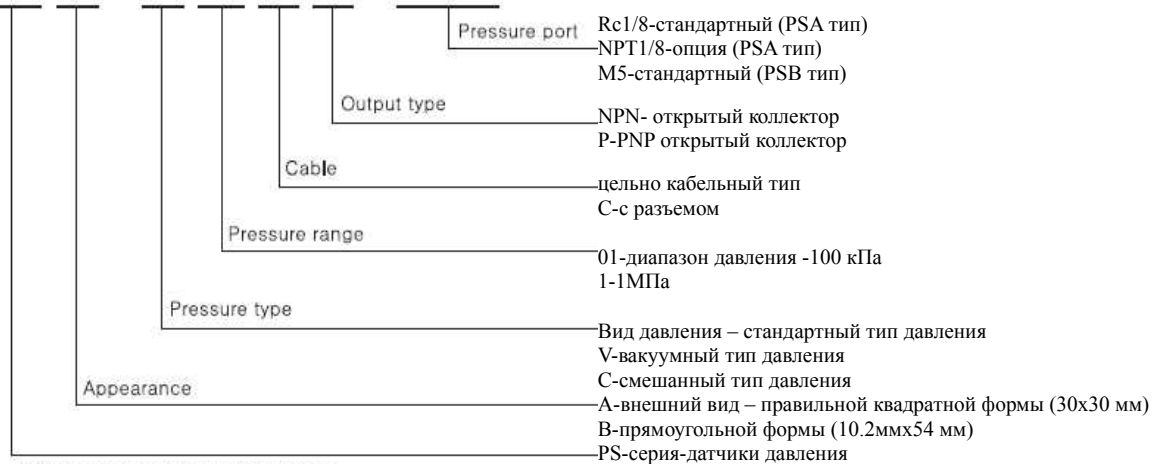 Pressure port
Rc1/8-стандартный (PSA тип)
NPT1/8-опция (PSA тип)
M5-стандартный (PSB тип)
Output type
NPN- открытый коллектор
P-PNP открытый коллектор
Cable
цельно кабельный тип
C-с разъемом
Pressure range
01-диапазон давления -100 кПа
1-1МПа
Pressure type
Вид давления – стандартный тип давления
V-вакуумный тип давления
C-смешанный тип давления
Appearance
А-внешний вид – правильной квадратной формы (30х30 мм)
В-прямоугольной формы (10.2ммх54 мм)
PS-серия-датчики давления